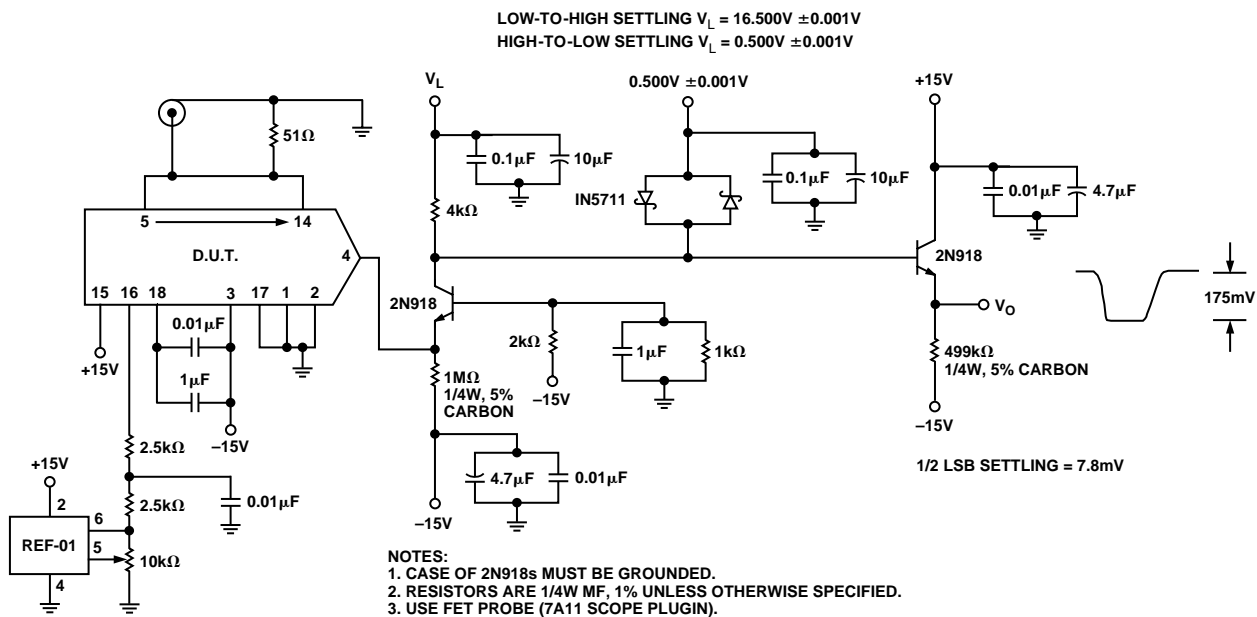 LOW-TO-HIGH SETTLING VL = 16.500V ±0.001V
HIGH-TO-LOW SETTLING VL = 0.500V ±0.001V
VL
0.500V ±0.001V
+15V
51Ω
0.1µF
10µF
0.1µF
10µF
0.01µF
4.7µF
4kΩ
IN5711
5
14
D.U.T.
4
2N918
15
16
18
3
17
1
2
2N918
VO
175mV
0.01µF
2kΩ
1µF
1kΩ
499kΩ
1/4W, 5% CARBON
+15V
1µF
1MΩ
1/4W, 5%
CARBON
–15V
–15V
–15V
2.5kΩ
1/2 LSB SETTLING = 7.8mV
+15V
4.7µF
0.01µF
2
2.5kΩ
0.01µF
–15V
6
REF-01
5
10kΩ
4
NOTES:
1. CASE OF 2N918s MUST BE GROUNDED.
2. RESISTORS ARE 1/4W MF, 1% UNLESS OTHERWISE SPECIFIED.
3. USE FET PROBE (7A11 SCOPE PLUGIN).